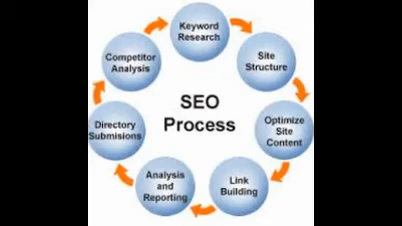 Keyword
Research
Site
Structure
Optimize
Site
Content
Link
Building
Analysis
and
Reporting
Directory
Submisions
Competitor
Analysis
SEO
Process